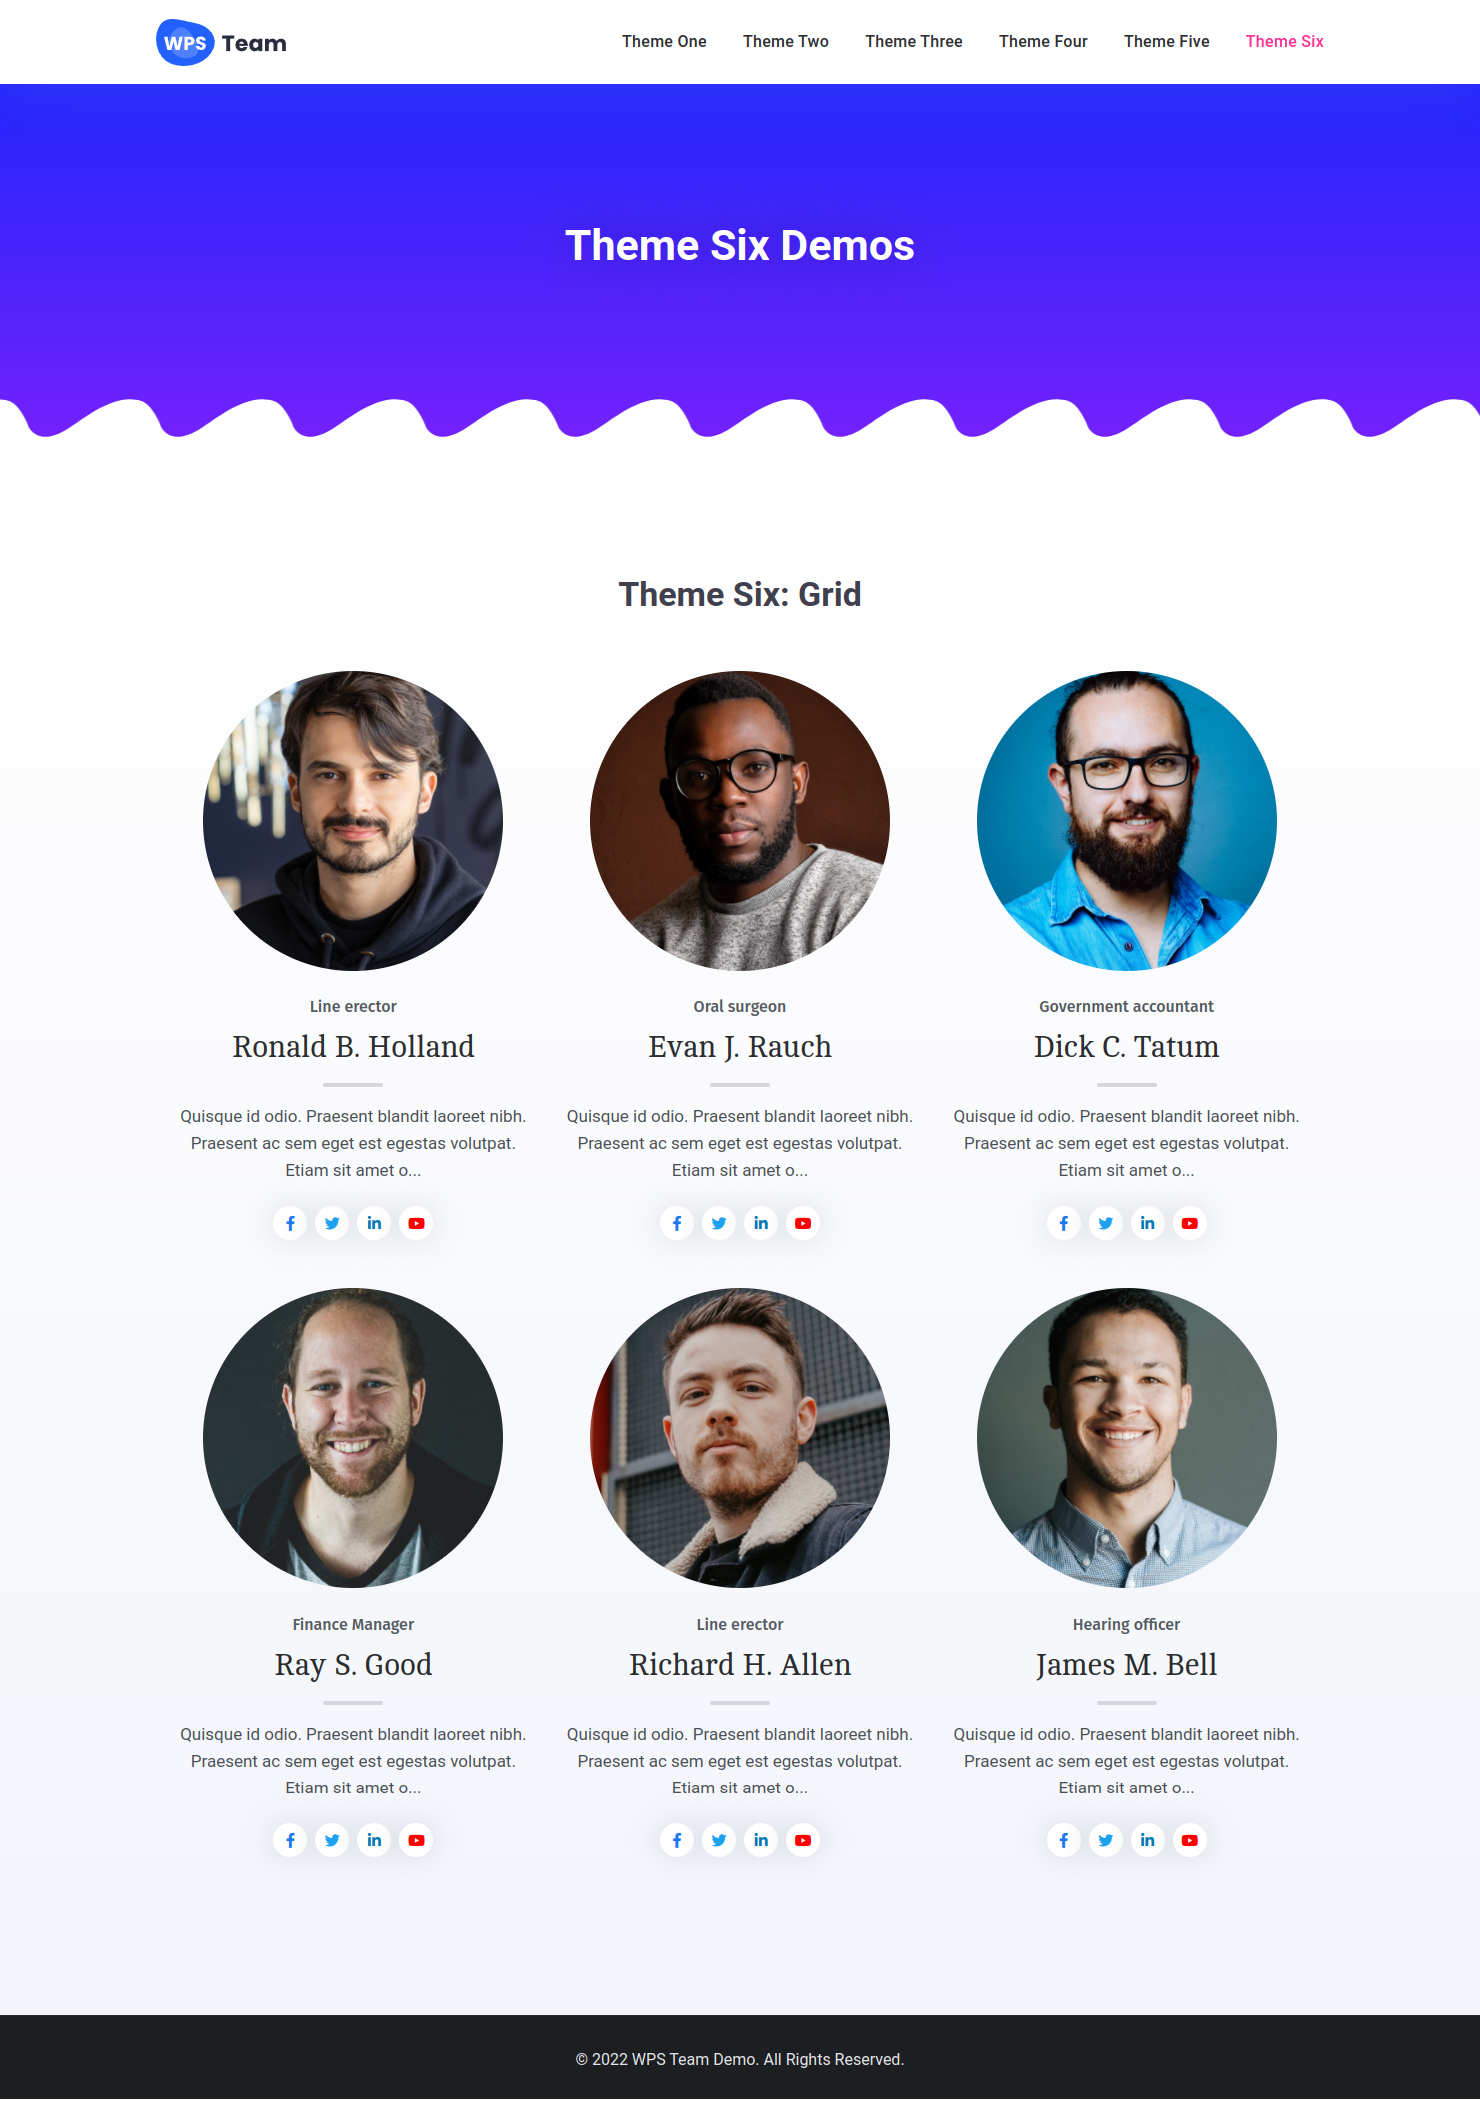 WPS Team
Theme One
Theme Two
Theme Three
Theme Four
Theme Five
Theme Six
Theme Six Demos
Theme Six: Grid
Line erector
Ronald B. Holland
Quisque id odio. Praesent blandit laoreet nibh.
Praesent ac sem eget est egestas volutpat.
Etiam sit amet o...
Oral surgeon
Evan J. Rauch
Quisque id odio. Praesent blandit laoreet nibh.
Praesent ac sem eget est egestas volutpat.
Etiam sit amet o...
Government accountant
Dick C. Tatum
Quisque id odio. Praesent blandit laoreet nibh.
Praesent ac sem eget est egestas volutpat.
Etiam sit amet o...
Finance Manager
Ray S. Good
Quisque id odio. Praesent blandit laoreet nibh.
Praesent ac sem eget est egestas volutpat.
Etiam sit amet o...
Line erector
Richard H. Allen
Quisque id odio. Praesent blandit laoreet nibh.
Praesent ac sem eget est egestas volutpat.
Etiam sit amet o...
Hearing officer
James M. Bell
Quisque id odio. Praesent blandit laoreet nibh.
Praesent ac sem eget est egestas volutpat.
Etiam sit amet o...
© 2022 WPS Team Demo. All Rights Reserved.